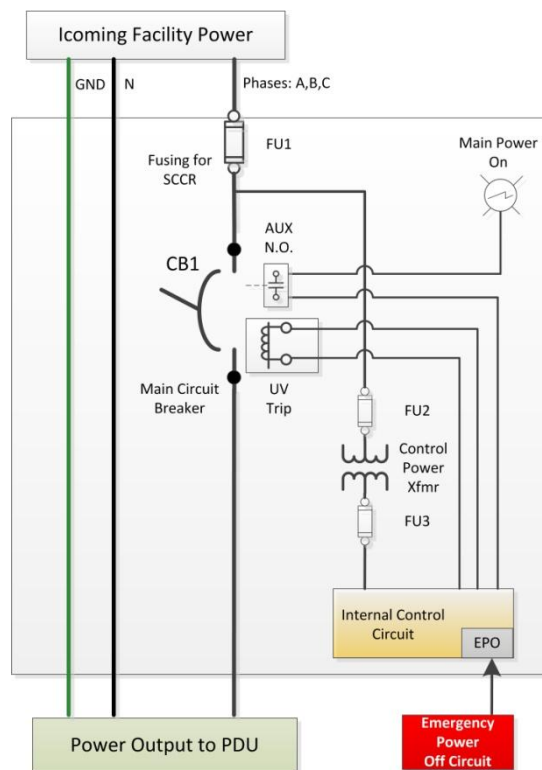 Icoming Facility Power
GND
N
Phases: A,B,C
FU1
Fusing for
SCCR
Main Power
On
AUX
N.O.
CB1
Main Circuit
Breaker
UV
Trip
FU2
Control
Power
Xfmr
FU3
Internal Control
Circuit
EPO
Power Output to PDU
Emergency
Power
Off Circuit